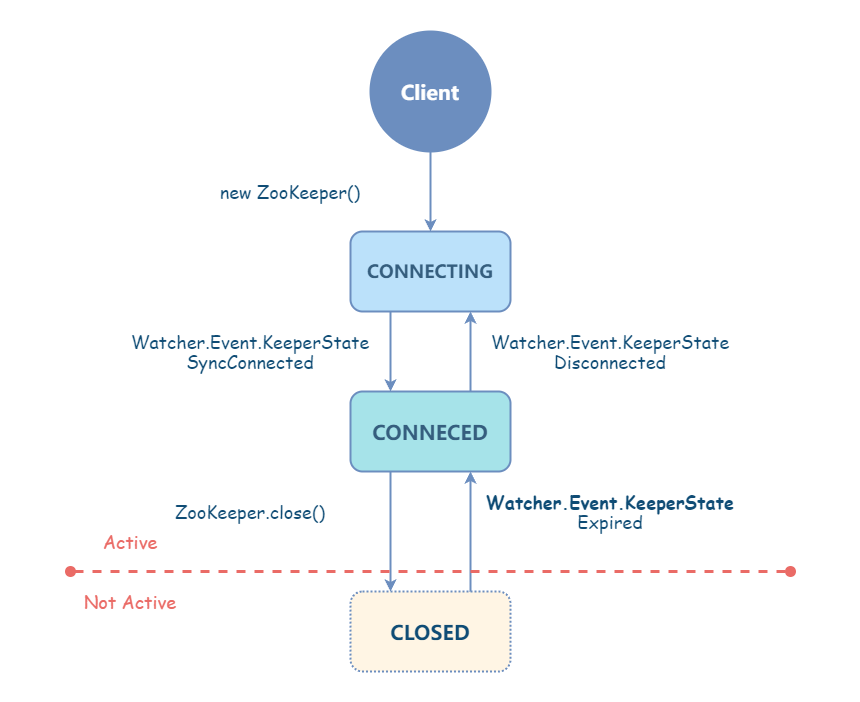 Client
new ZooKeeper()
CONNECTING
Watcher.Event.KeeperState
SyncConnected
Watcher.Event.KeeperState
Disconnected
CONNECED
ZooKeeper.close()
Watcher.Event.KeeperState
Expired
Active
Not Active
CLOSED